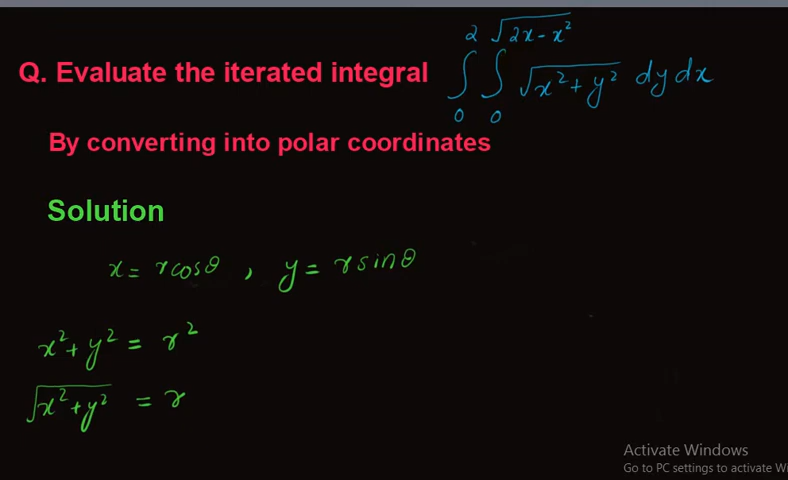 Q. Evaluate the iterated integral ∫₀² ∫₀^√(2x-x²) √(x²+y²) dy dx
By converting into polar coordinates
Solution
x = r cosθ , y = r sinθ
x²+y² = r²
√(x²+y²) = r
Activate Windows
Go to PC settings to activate Wi